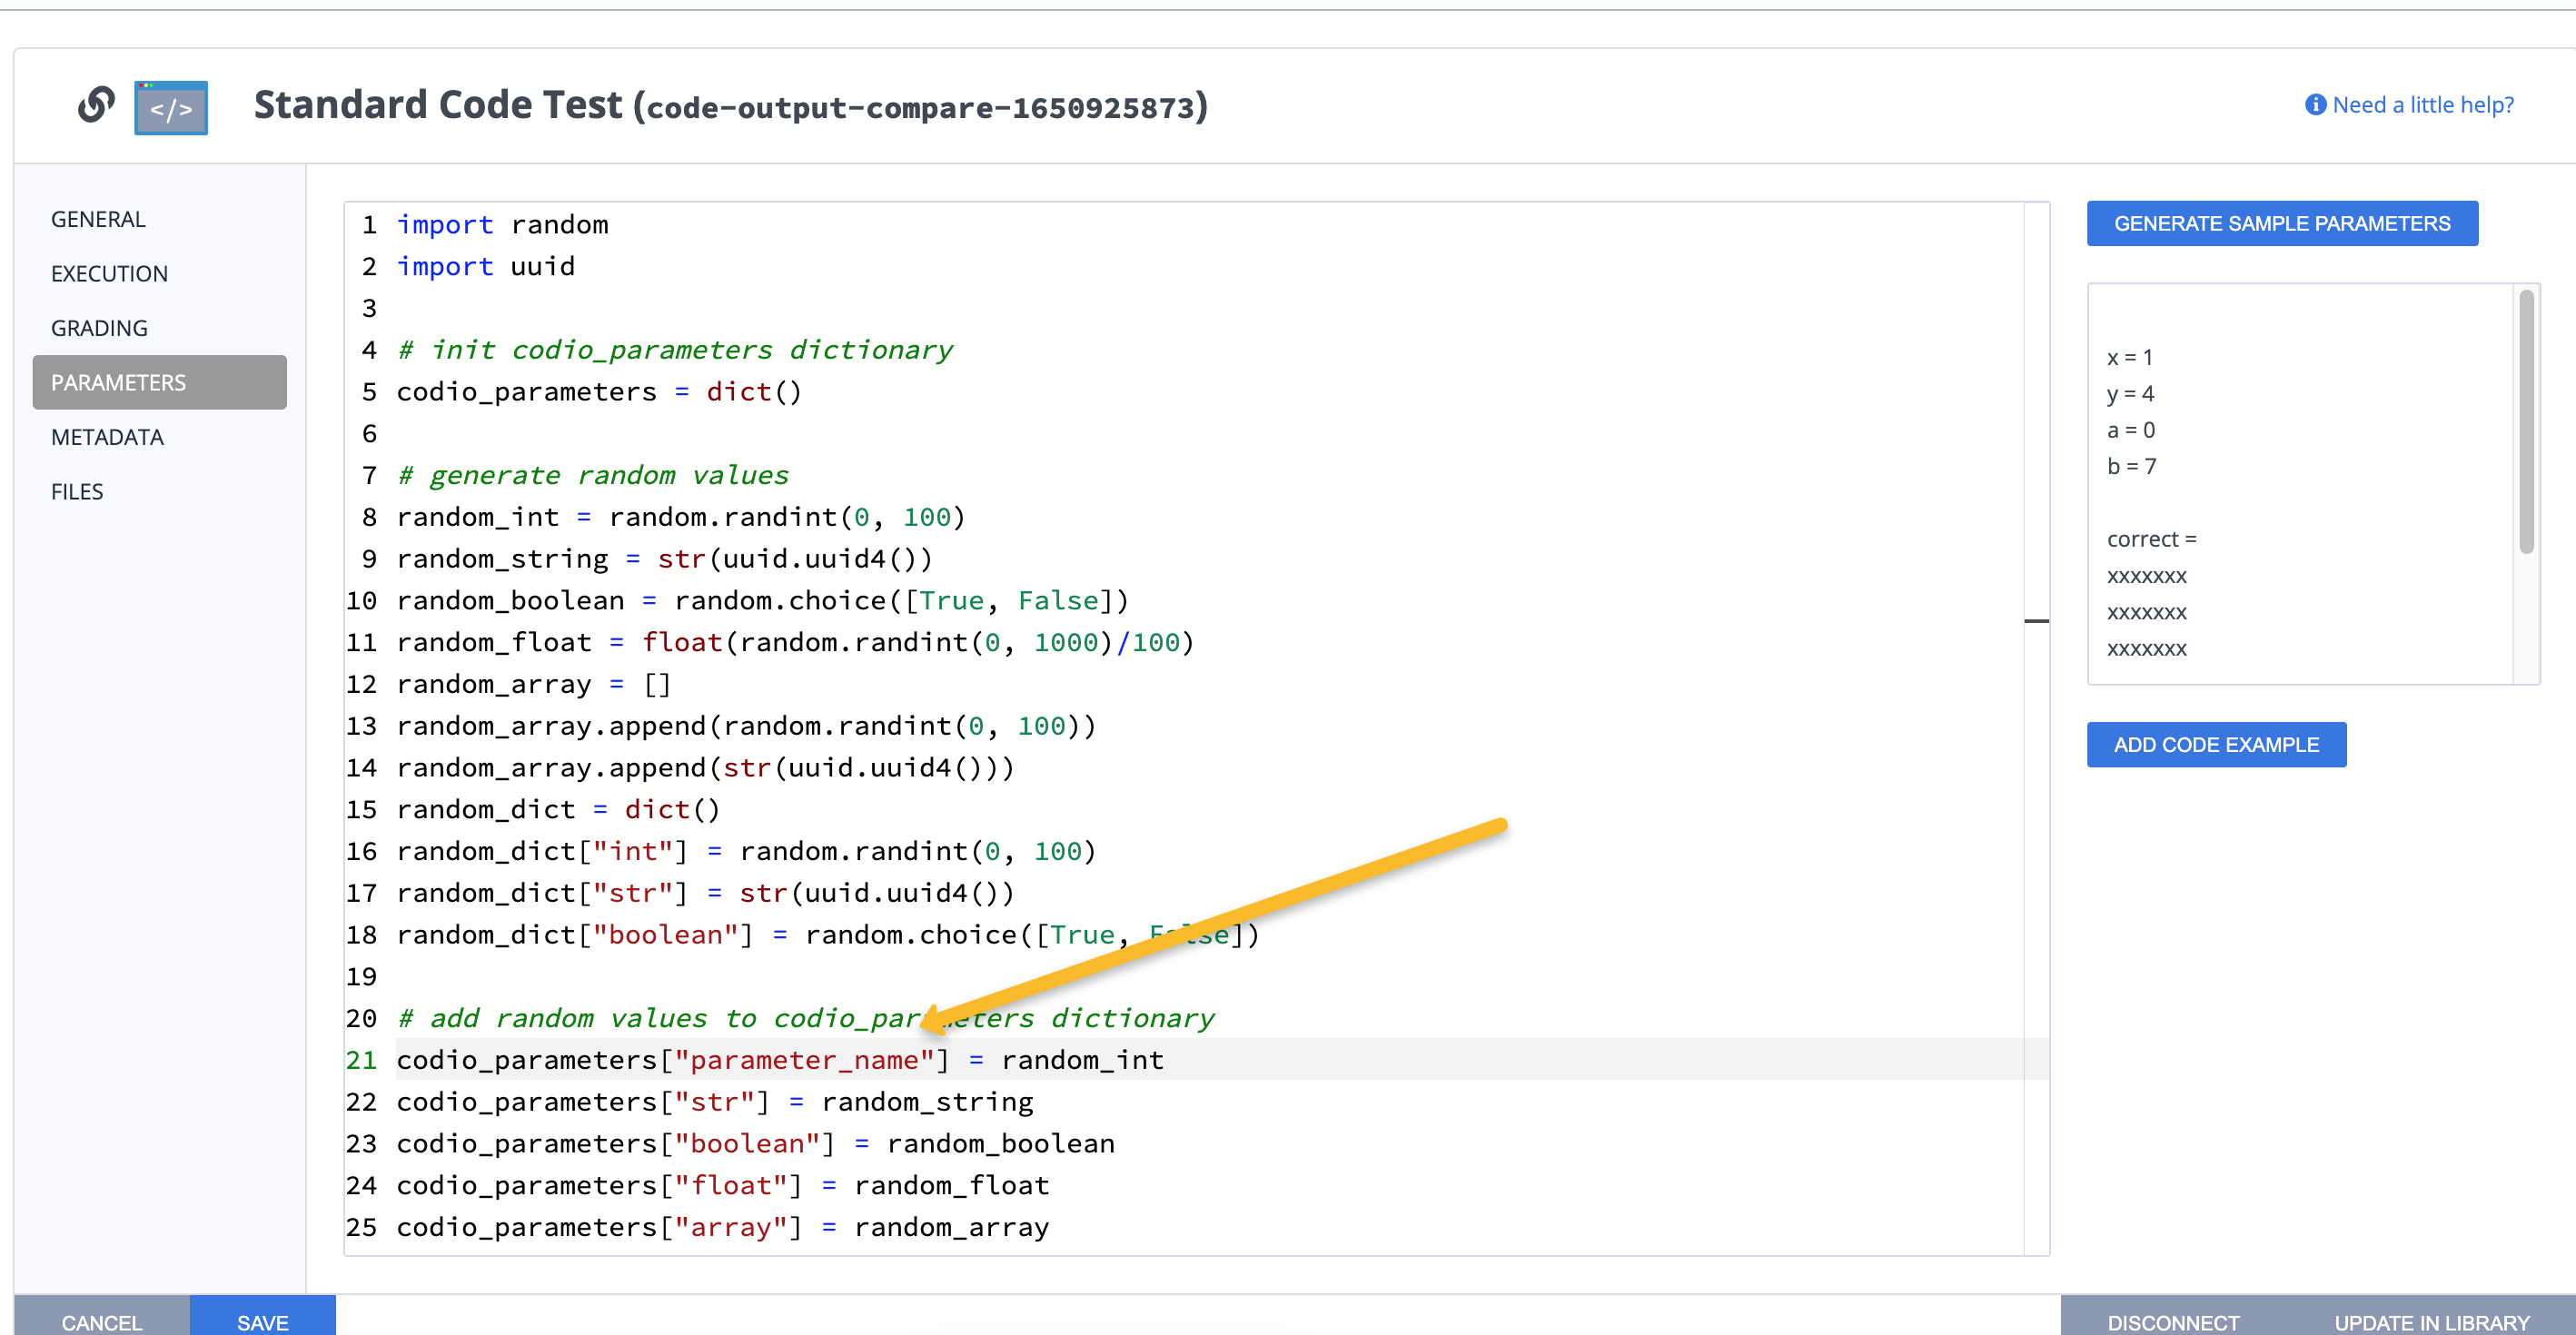 </>
Standard Code Test (code-output-compare-1650925873)
Need a little help?
GENERAL
EXECUTION
GRADING
PARAMETERS
METADATA
FILES
1 import random
2 import uuid
3
4 # init codio_parameters dictionary
5 codio_parameters = dict()
6
7 # generate random values
8 random_int = random.randint(0, 100)
9 random_string = str(uuid.uuid4())
10 random_boolean = random.choice([True, False])
11 random_float = float(random.randint(0, 1000)/100)
12 random_array = []
13 random_array.append(random.randint(0, 100))
14 random_array.append(str(uuid.uuid4()))
15 random_dict = dict()
16 random_dict["int"] = random.randint(0, 100)
17 random_dict["str"] = str(uuid.uuid4())
18 random_dict["boolean"] = random.choice([True, False])
19
20 # add random values to codio_parameters dictionary
21 codio_parameters["parameter_name"] = random_int
22 codio_parameters["str"] = random_string
23 codio_parameters["boolean"] = random_boolean
24 codio_parameters["float"] = random_float
25 codio_parameters["array"] = random_array
GENERATE SAMPLE PARAMETERS
x = 1
y = 4
a = 0
b = 7
correct =
xxxxxxx
xxxxxxx
xxxxxxx
ADD CODE EXAMPLE
CANCEL
SAVE
DISCONNECT
UPDATE IN LIBRARY